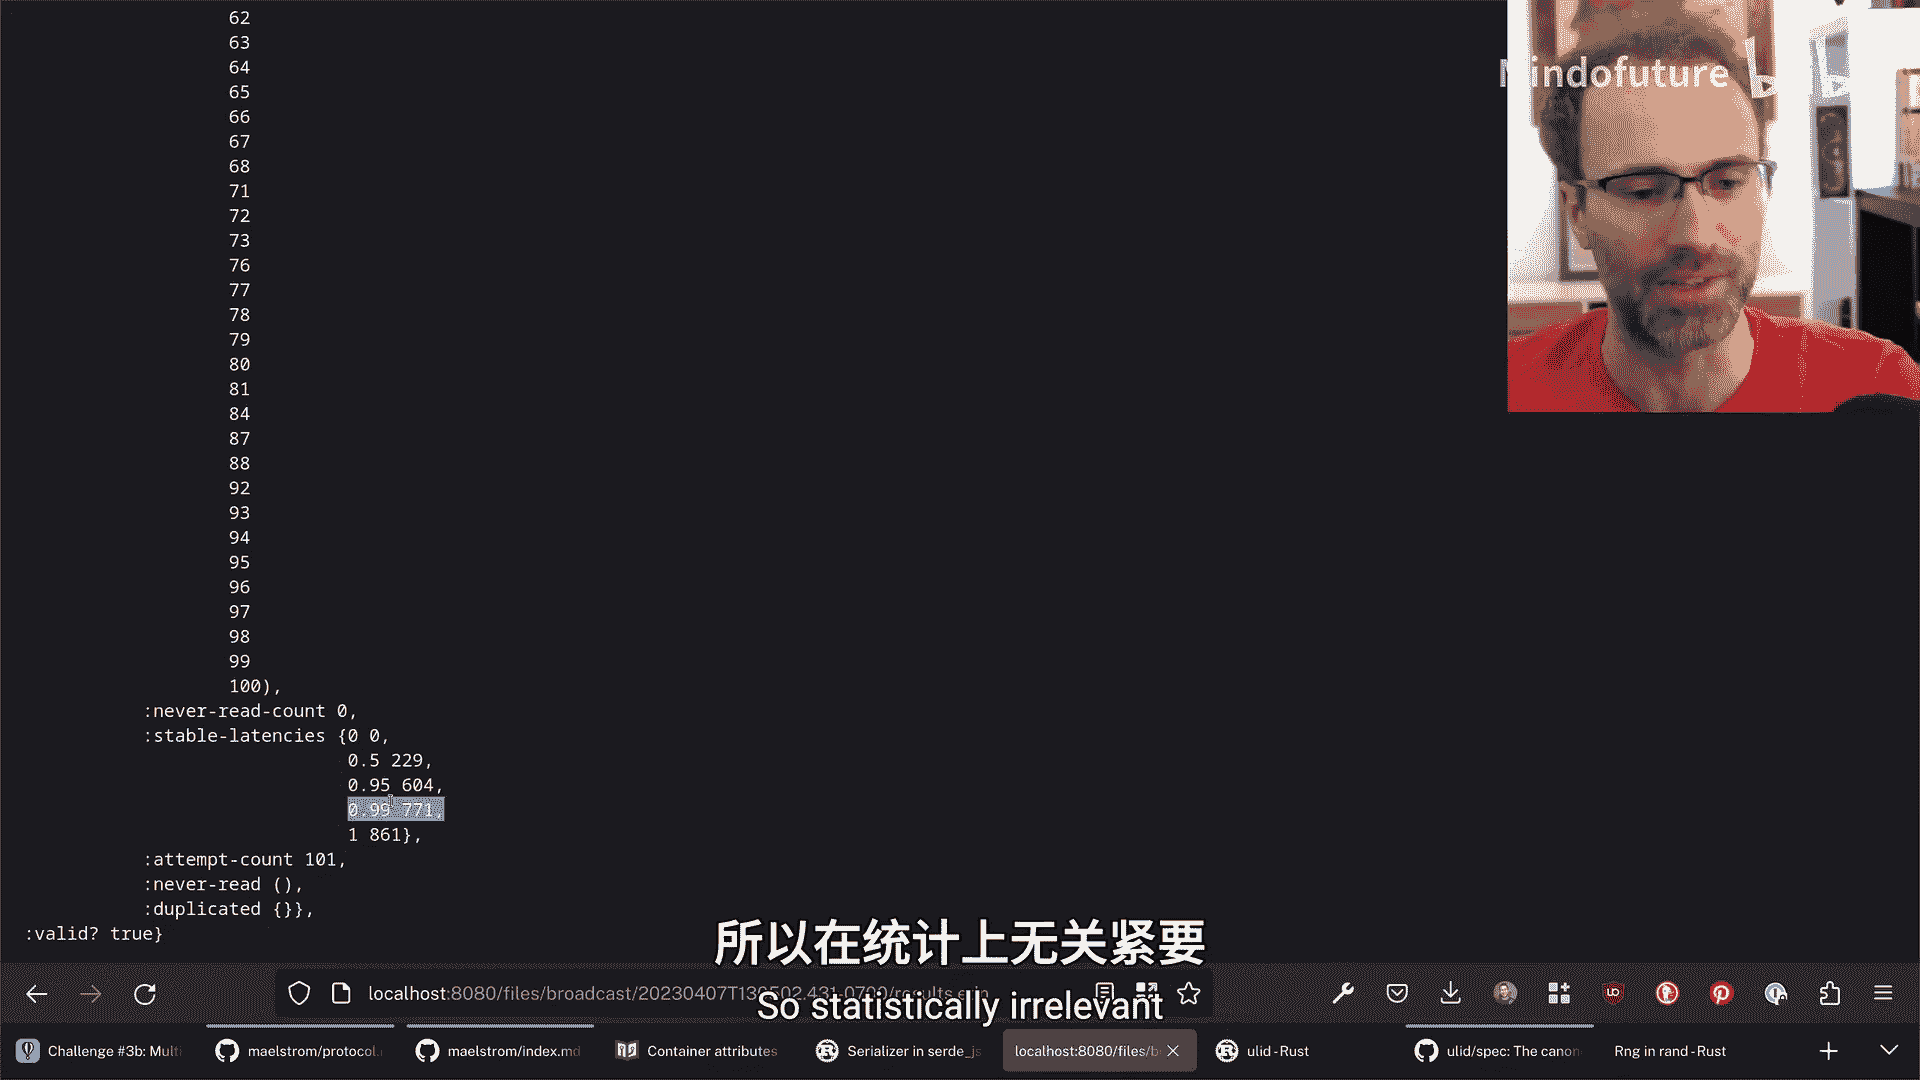 62
63
64
65
66
67
68
71
72
73
76
77
78
79
80
81
84
87
88
92
93
94
95
96
97
98
99
100),
:never-read-count 0,
:stable-latencies {0 0,
0.5 229,
0.95 604,
0.99 771,
1 861},
:attempt-count 101,
:never-read (),
:duplicated {}},
:valid? true}
Mindofuture
所以在统计上无关紧要
So statistically irrelevant
localhost:8080/files/broadcast/20230407T
Challenge #3b: Mult
maelstrom/protocol.
maelstrom/index.md
Container attributes
Serializer in serde_js
localhost:8080/files/b
ulid - Rust
ulid/spec: The canon
Rng in rand - Rust